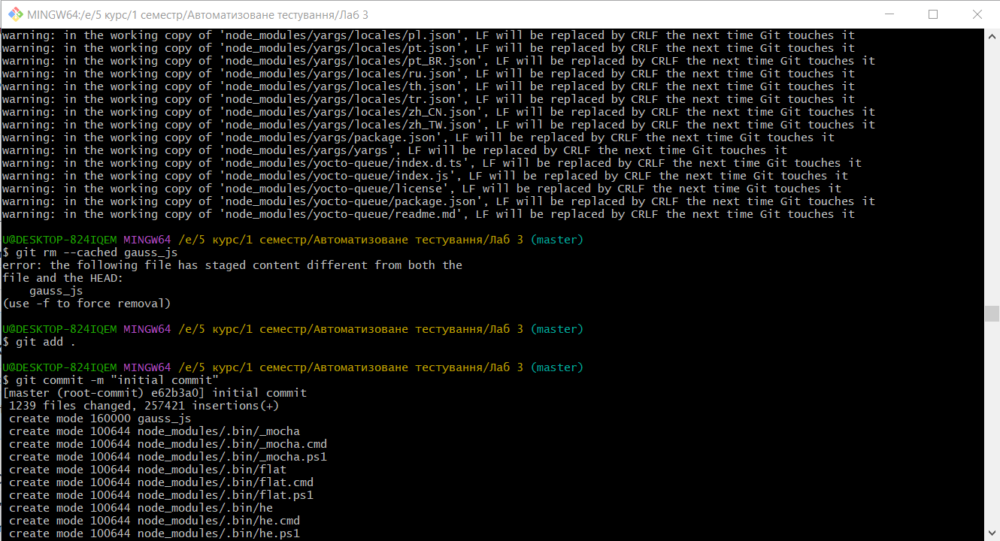 MINGW64:/e/5 курс/1 семестр/Автоматизоване тестування/Лаб 3
warning: in the working copy of 'node_modules/yargs/locales/pl.json', LF will be replaced by CRLF the next time Git touches it
warning: in the working copy of 'node_modules/yargs/locales/pt.json', LF will be replaced by CRLF the next time Git touches it
warning: in the working copy of 'node_modules/yargs/locales/pt_BR.json', LF will be replaced by CRLF the next time Git touches it
warning: in the working copy of 'node_modules/yargs/locales/ru.json', LF will be replaced by CRLF the next time Git touches it
warning: in the working copy of 'node_modules/yargs/locales/th.json', LF will be replaced by CRLF the next time Git touches it
warning: in the working copy of 'node_modules/yargs/locales/tr.json', LF will be replaced by CRLF the next time Git touches it
warning: in the working copy of 'node_modules/yargs/locales/zh_CN.json', LF will be replaced by CRLF the next time Git touches it
warning: in the working copy of 'node_modules/yargs/locales/zh_TW.json', LF will be replaced by CRLF the next time Git touches it
warning: in the working copy of 'node_modules/yargs/package.json', LF will be replaced by CRLF the next time Git touches it
warning: in the working copy of 'node_modules/yargs/yargs', LF will be replaced by CRLF the next time Git touches it
warning: in the working copy of 'node_modules/yocto-queue/index.d.ts', LF will be replaced by CRLF the next time Git touches it
warning: in the working copy of 'node_modules/yocto-queue/index.js', LF will be replaced by CRLF the next time Git touches it
warning: in the working copy of 'node_modules/yocto-queue/license', LF will be replaced by CRLF the next time Git touches it
warning: in the working copy of 'node_modules/yocto-queue/package.json', LF will be replaced by CRLF the next time Git touches it
warning: in the working copy of 'node_modules/yocto-queue/readme.md', LF will be replaced by CRLF the next time Git touches it
U@DESKTOP-824IQEM MINGW64 /e/5 курс/1 семестр/Автоматизоване тестування/Лаб 3 (master)
$ git rm --cached gauss_js
error: the following file has staged content different from both the
file and the HEAD:
    gauss_js
(use -f to force removal)
U@DESKTOP-824IQEM MINGW64 /e/5 курс/1 семестр/Автоматизоване тестування/Лаб 3 (master)
$ git add .
U@DESKTOP-824IQEM MINGW64 /e/5 курс/1 семестр/Автоматизоване тестування/Лаб 3 (master)
$ git commit -m "initial commit"
[master (root-commit) e62b3a0] initial commit
 1239 files changed, 257421 insertions(+)
 create mode 160000 gauss_js
 create mode 100644 node_modules/.bin/_mocha
 create mode 100644 node_modules/.bin/_mocha.cmd
 create mode 100644 node_modules/.bin/_mocha.ps1
 create mode 100644 node_modules/.bin/flat
 create mode 100644 node_modules/.bin/flat.cmd
 create mode 100644 node_modules/.bin/flat.ps1
 create mode 100644 node_modules/.bin/he
 create mode 100644 node_modules/.bin/he.cmd
 create mode 100644 node_modules/.bin/he.ps1